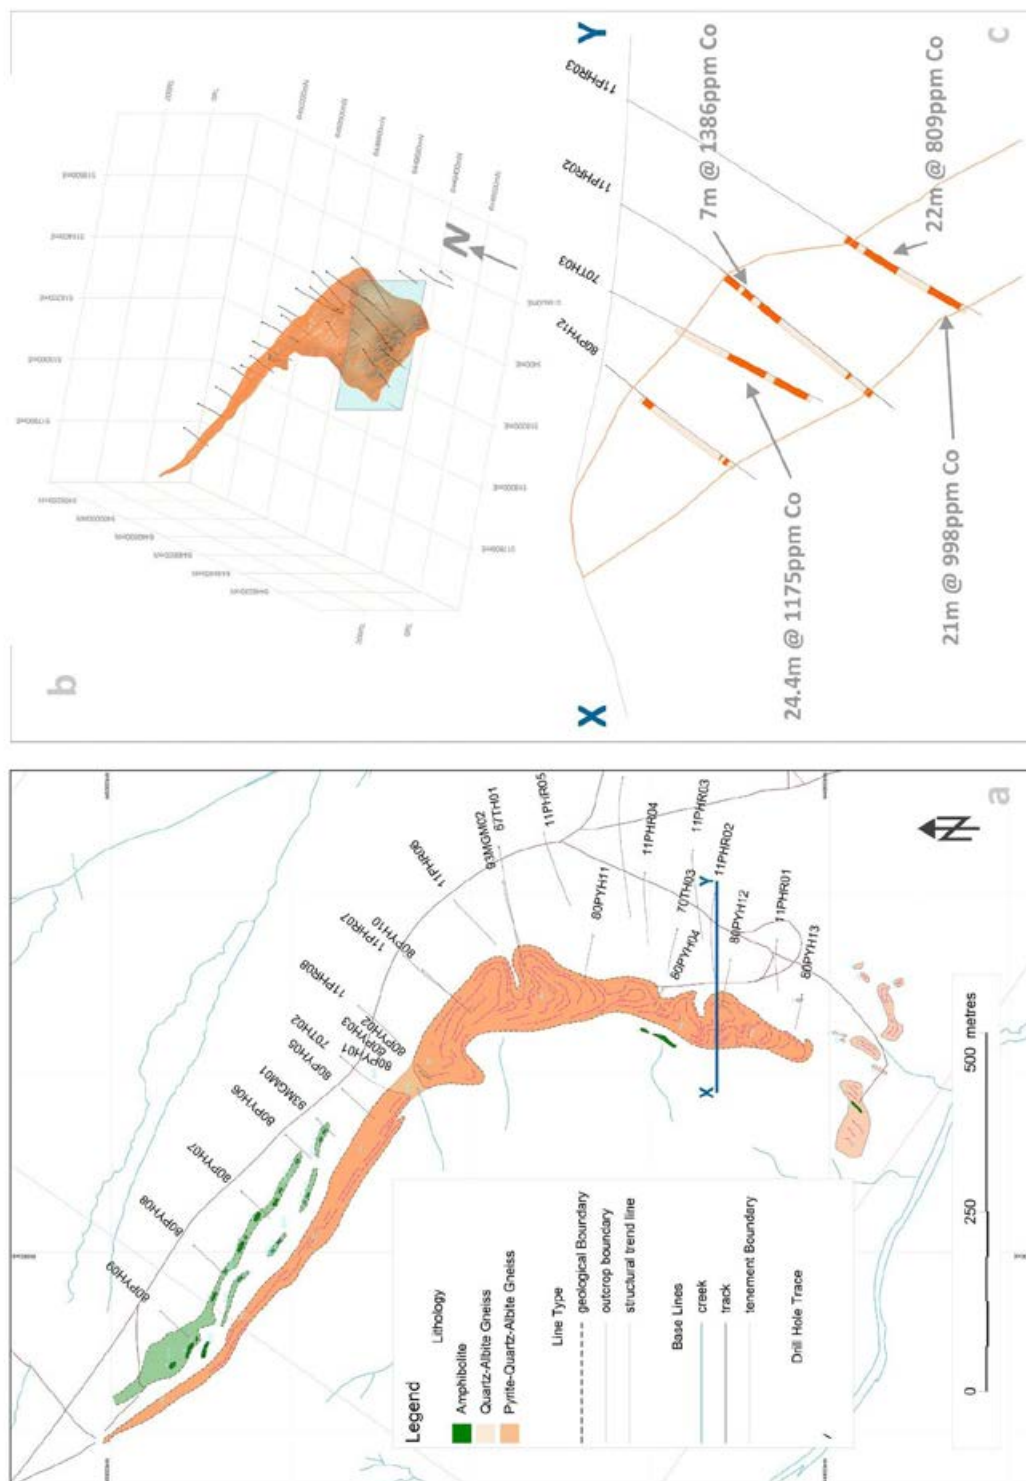 a
80PYH09
80PYH08
80PYH07
80PYH06
93MGM01
80PYH05
70TH02
80PYH01
80PYH03
80PYH02
11PHR08
11PHR07
80PYH10
11PHR06
93MGM02
67TH01
11PHR05
80PYH11
11PHR04
70TH03
11PHR03
80PYH04
X
Y
11PHR02
80PYH12
11PHR01
80PYH13
N
Legend
Lithology
Amphibolite
Quartz-Albite Gneiss
Pyrite-Quartz-Albite Gneiss
Line Type
geological Boundary
outcrop boundary
structural trend line
Base Lines
creek
track
tenement Boundary
Drill Hole Trace
0
250
500 metres
b
N
X
Y
80PYH12
70TH03
11PHR02
11PHR03
7m @ 1386ppm Co
24.4m @ 1175ppm Co
22m @ 809ppm Co
21m @ 998ppm Co
c